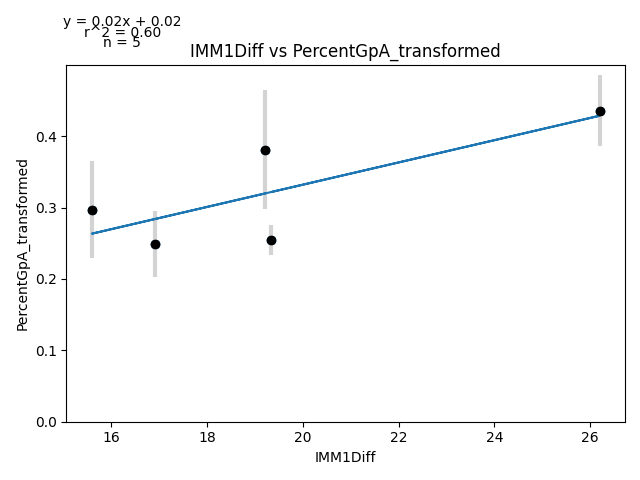 y = 0.02x + 0.02
r^2 = 0.60
n = 5
IMM1Diff vs PercentGpA_transformed
PercentGpA_transformed
0.4
0.3
0.2
0.1
0.0
16 18 20 22 24 26
IMM1Diff